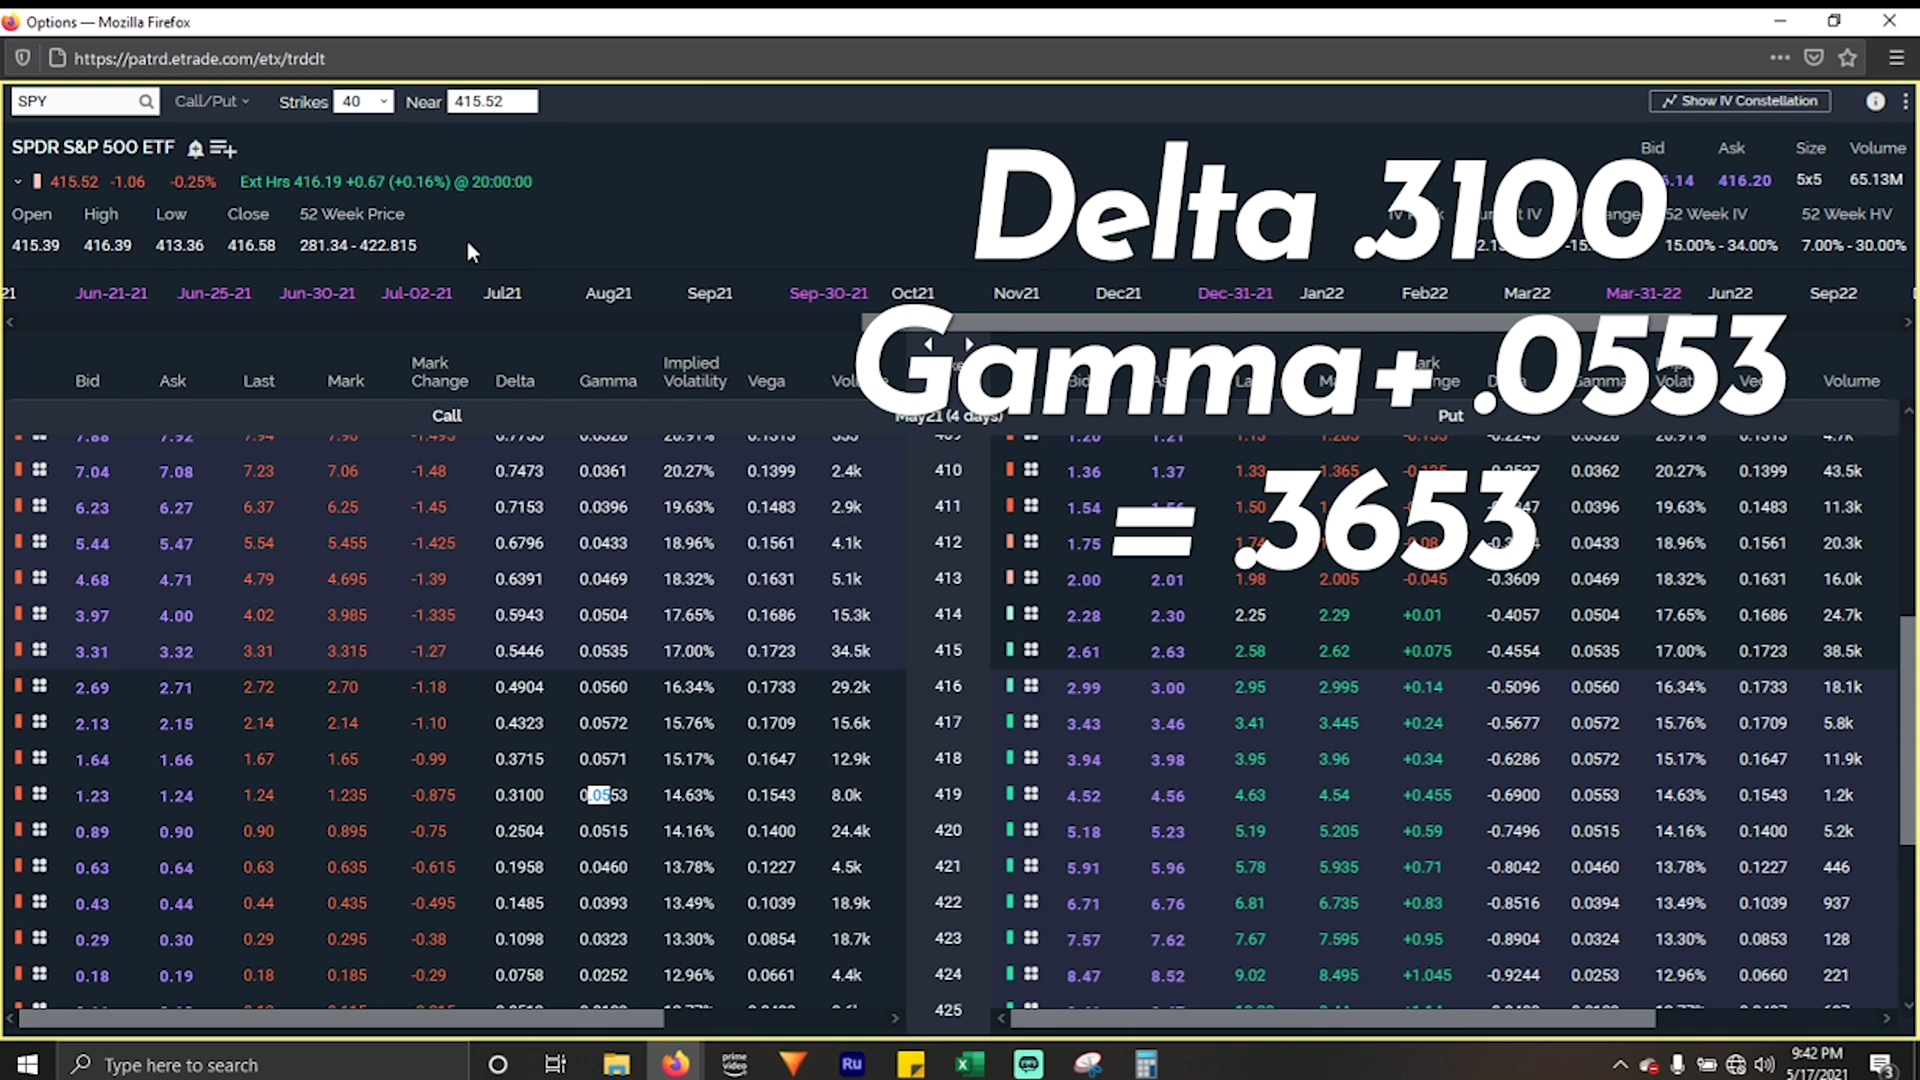 Options — Mozilla Firefox
https://patrd.etrade.com/etx/trdclt
SPY Call/Put Strikes 40 Near 415.52 Show IV Constellation
SPDR S&P 500 ETF Bid Ask Size Volume
415.52 -1.06 -0.25% Ext Hrs 416.19 +0.67 (+0.16%) @ 20:00:00 416.20 5x5 65.13M
Delta .3100
Open High Low Close 52 Week Price 52 Week IV 52 Week HV
415.39 416.39 413.36 416.58 281.34 - 422.815 15.00% - 34.00% 7.00% - 30.00%
21 Jun-21-21 Jun-25-21 Jun-30-21 Jul-02-21 Jul21 Aug21 Sep21 Sep-30-21 Oct21 Nov21 Dec21 Dec-31-21 Jan22 Feb22 Mar22 Mar-31-22 Jun22 Sep22
Gamma+ .0553
Bid Ask Last Mark Mark Change Delta Gamma Implied Volatility Vega Volume
Call May21 (4 days) Put
= .3653
7.04 7.08 7.23 7.06 -1.48 0.7473 0.0361 20.27% 0.1399 2.4k 410 1.36 1.37 1.33 1.365 0.0362 20.27% 0.1399 43.5k
6.23 6.27 6.37 6.25 -1.45 0.7153 0.0396 19.63% 0.1483 2.9k 411 1.54 1.50 0.0396 19.63% 0.1483 11.3k
5.44 5.47 5.54 5.455 -1.425 0.6796 0.0433 18.96% 0.1561 4.1k 412 1.75 0.0433 18.96% 0.1561 20.3k
4.68 4.71 4.79 4.695 -1.39 0.6391 0.0469 18.32% 0.1631 5.1k 413 2.00 2.01 1.98 2.005 -0.045 -0.3609 0.0469 18.32% 0.1631 16.0k
3.97 4.00 4.02 3.985 -1.335 0.5943 0.0504 17.65% 0.1686 15.3k 414 2.28 2.30 2.25 2.29 +0.01 -0.4057 0.0504 17.65% 0.1686 24.7k
3.31 3.32 3.31 3.315 -1.27 0.5446 0.0535 17.00% 0.1723 34.5k 415 2.61 2.63 2.58 2.62 +0.075 -0.4554 0.0535 17.00% 0.1723 38.5k
2.69 2.71 2.72 2.70 -1.18 0.4904 0.0560 16.34% 0.1733 29.2k 416 2.99 3.00 2.95 2.995 +0.14 -0.5096 0.0560 16.34% 0.1733 18.1k
2.13 2.15 2.14 2.14 -1.10 0.4323 0.0572 15.76% 0.1709 15.6k 417 3.43 3.46 3.41 3.445 +0.24 -0.5677 0.0572 15.76% 0.1709 5.8k
1.64 1.66 1.67 1.65 -0.99 0.3715 0.0571 15.17% 0.1647 12.9k 418 3.94 3.98 3.95 3.96 +0.34 -0.6286 0.0572 15.17% 0.1647 11.9k
1.23 1.24 1.24 1.235 -0.875 0.3100 0.0553 14.63% 0.1543 8.0k 419 4.52 4.56 4.63 4.54 +0.455 -0.6900 0.0553 14.63% 0.1543 1.2k
0.89 0.90 0.90 0.895 -0.75 0.2504 0.0515 14.16% 0.1400 24.4k 420 5.18 5.23 5.19 5.205 +0.59 -0.7496 0.0515 14.16% 0.1400 5.2k
0.63 0.64 0.63 0.635 -0.615 0.1958 0.0460 13.78% 0.1227 4.5k 421 5.91 5.96 5.78 5.935 +0.71 -0.8042 0.0460 13.78% 0.1227 446
0.43 0.44 0.44 0.435 -0.495 0.1485 0.0393 13.49% 0.1039 18.9k 422 6.71 6.76 6.81 6.735 +0.83 -0.8516 0.0394 13.49% 0.1039 937
0.29 0.30 0.29 0.295 -0.38 0.1098 0.0323 13.30% 0.0854 18.7k 423 7.57 7.62 7.67 7.595 +0.95 -0.8904 0.0324 13.30% 0.0853 128
0.18 0.19 0.18 0.185 -0.29 0.0758 0.0252 12.96% 0.0661 4.4k 424 8.47 8.52 9.02 8.495 +1.045 -0.9244 0.0253 12.96% 0.0660 221
425
Type here to search prime video Ru 9:42 PM
5/17/2021 3